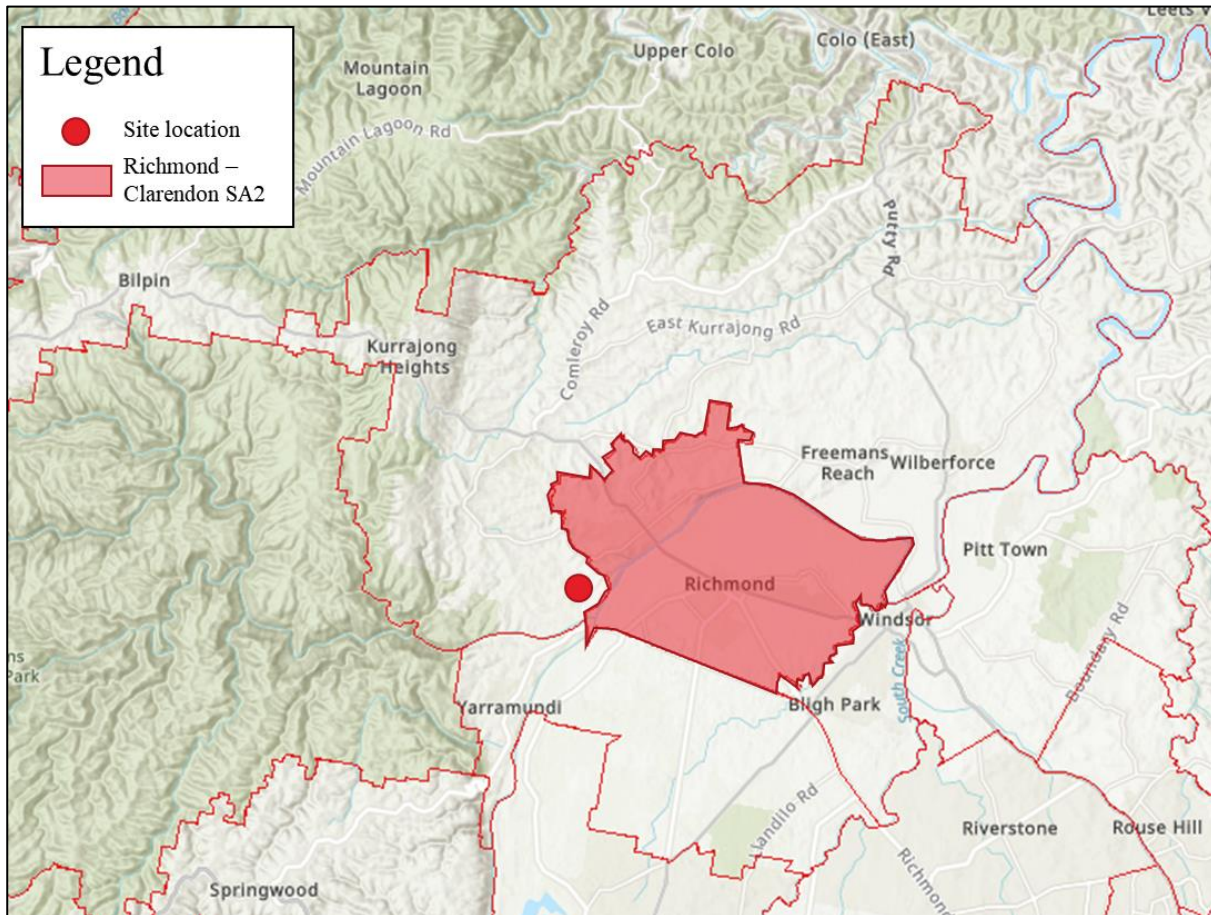 Legend
Site location
Richmond –
Clarendon SA2
Upper Colo
Colo (East)
Mountain
Lagoon
Mountain Lagoon Rd
Putty Rd
Bilpin
Comleroy Rd
East Kurrajong Rd
Kurrajong
Heights
Freemans
Reach
Wilberforce
Pitt Town
Richmond
Windsor
Boundary Rd
South Creek
Park
Yarramundi
Bligh Park
Llandilo Rd
Riverstone
Rouse Hill
Richmond
Springwood